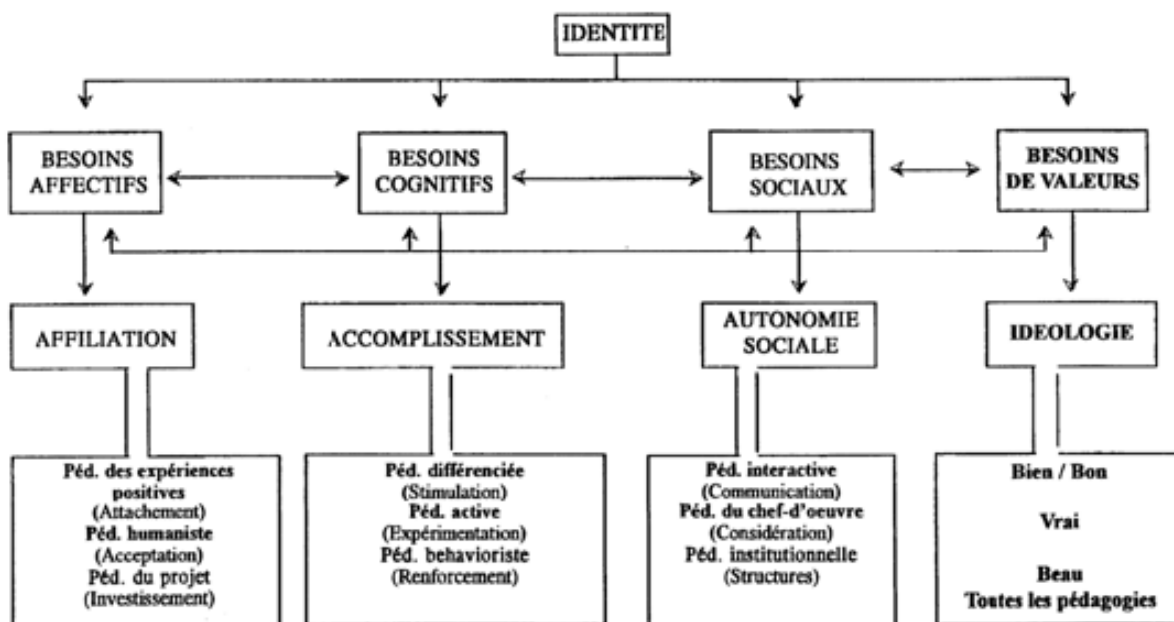 IDENTITE
BESOINS
AFFECTIFS
BESOINS
COGNITIFS
BESOINS
SOCIAUX
BESOINS
DE VALEURS
AFFILIATION
ACCOMPLISSEMENT
AUTONOMIE
SOCIALE
IDEOLOGIE
Péd. des expériences
positives
(Attachement)
Péd. humaniste
(Acceptation)
Péd. du projet
(Investissement)
Péd. différenciée
(Stimulation)
Péd. active
(Expérimentation)
Péd. behavioriste
(Renforcement)
Péd. interactive
(Communication)
Péd. du chef-d'oeuvre
(Considération)
Péd. institutionnelle
(Structures)
Bien / Bon
Vrai
Beau
Toutes les pédagogies